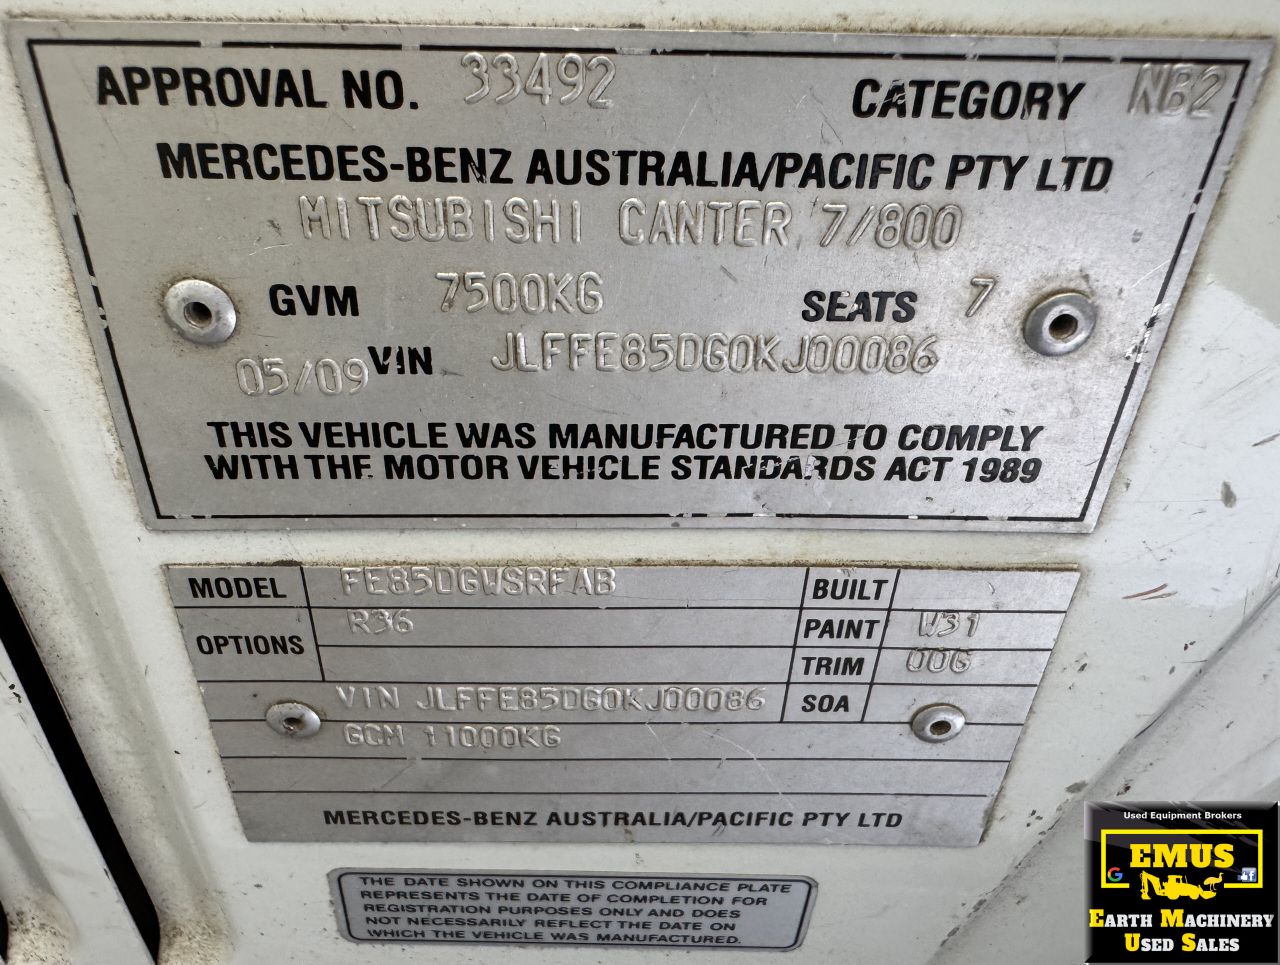 APPROVAL NO. 33492 CATEGORY NB2
MERCEDES-BENZ AUSTRALIA/PACIFIC PTY LTD
MITSUBISHI CANTER 7/800
GVM 7500KG SEATS 7
05/09 VIN JLFFE85DG0KJ00086
THIS VEHICLE WAS MANUFACTURED TO COMPLY
WITH THE MOTOR VEHICLE STANDARDS ACT 1989
MODEL FE85DGWSRFAB BUILT
OPTIONS R36 PAINT W31
TRIM 00G
VIN JLFFE85DG0KJ00086 SOA
GCM 11000KG
MERCEDES-BENZ AUSTRALIA/PACIFIC PTY LTD
THE DATE SHOWN ON THIS COMPLIANCE PLATE
REPRESENTS THE DATE OF COMPLETION FOR
REGISTRATION PURPOSES ONLY AND DOES
NOT NECESSARILY REFLECT THE DATE ON
WHICH THE VEHICLE WAS MANUFACTURED.
Used Equipment Brokers
EMUS
EARTH MACHINERY
USED SALES